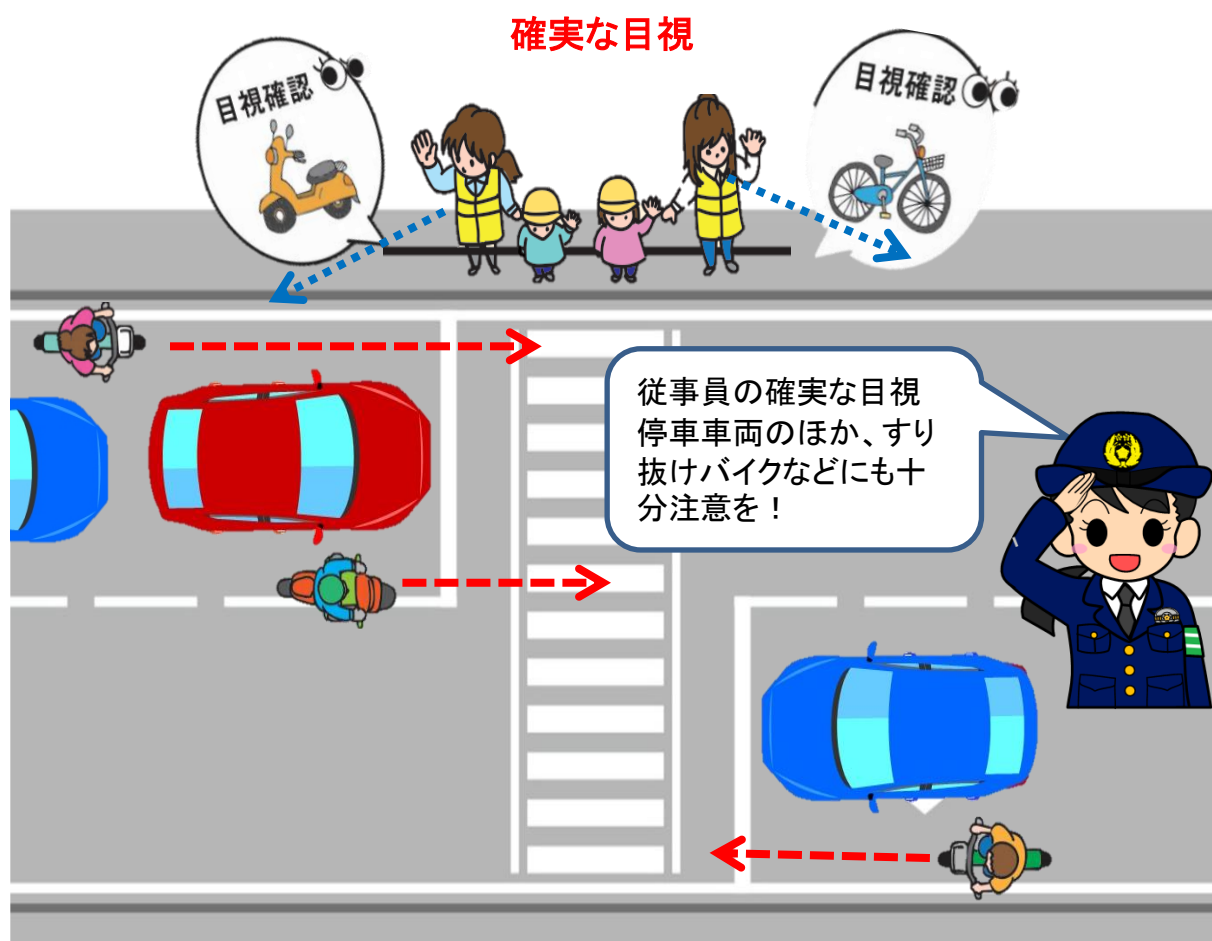 確実な目視
目視確認
目視確認
従事員の確実な目視
停車車両のほか、すり
抜けバイクなどにも十
分注意を！